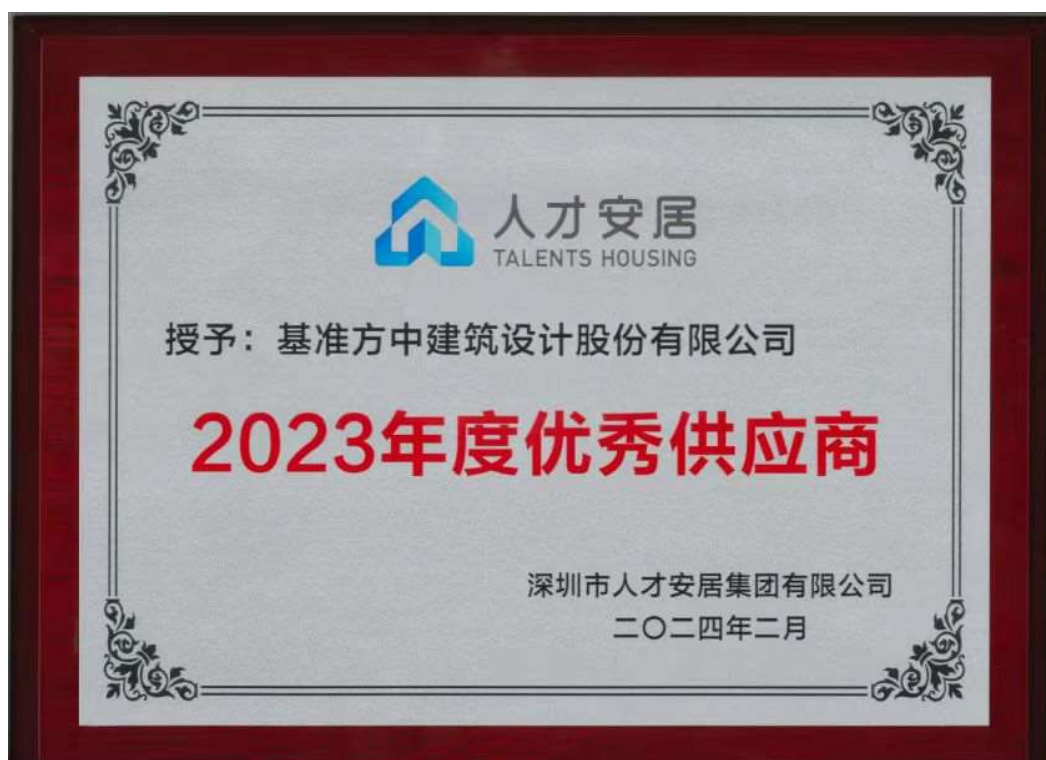 人才安居
TALENTS HOUSING
授予：基准方中建筑设计股份有限公司
2023年度优秀供应商
深圳市人才安居集团有限公司
二〇二四年二月